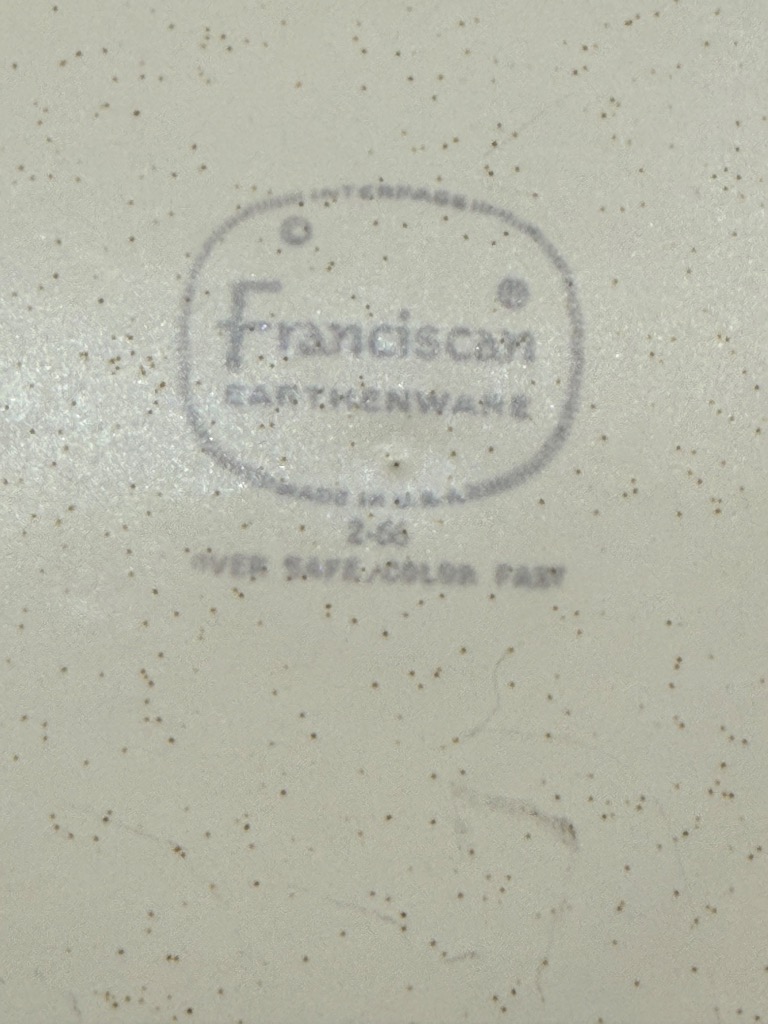 INTERPACE
©
®
Franciscan
EARTHENWARE
MADE IN U.S.A.
2-66
OVEN SAFE/COLOR FAST